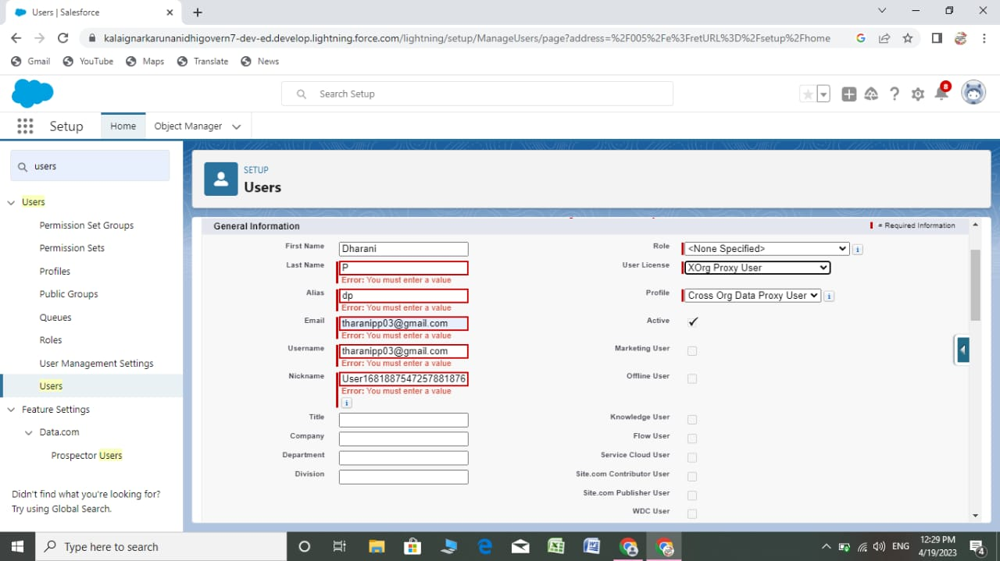 Users | Salesforce
kalaignarkarunanidhigovern7-dev-ed.develop.lightning.force.com/lightning/setup/ManageUsers/page?address=%2F005%2Fe%3FretURL%3D%2Fsetup%2Fhome
Gmail YouTube Maps Translate News
Search Setup
8
Setup Home Object Manager
users
Users
Permission Set Groups
Permission Sets
Profiles
Public Groups
Queues
Roles
User Management Settings
Users
Feature Settings
Data.com
Prospector Users
Didn't find what you're looking for?
Try using Global Search.
SETUP
Users
General Information
= Required Information
First Name Dharani
Last Name P
Error: You must enter a value
Alias dp
Error: You must enter a value
Email tharanipp03@gmail.com
Error: You must enter a value
Username tharanipp03@gmail.com
Error: You must enter a value
Nickname User1681887547257881876
Error: You must enter a value
i
Title
Company
Department
Division
Role <None Specified> i
User License XOrg Proxy User
Profile Cross Org Data Proxy User i
Active
Marketing User
Offline User
Knowledge User
Flow User
Service Cloud User
Site.com Contributor User
Site.com Publisher User
WDC User
Type here to search
ENG
12:29 PM
4/19/2023
4